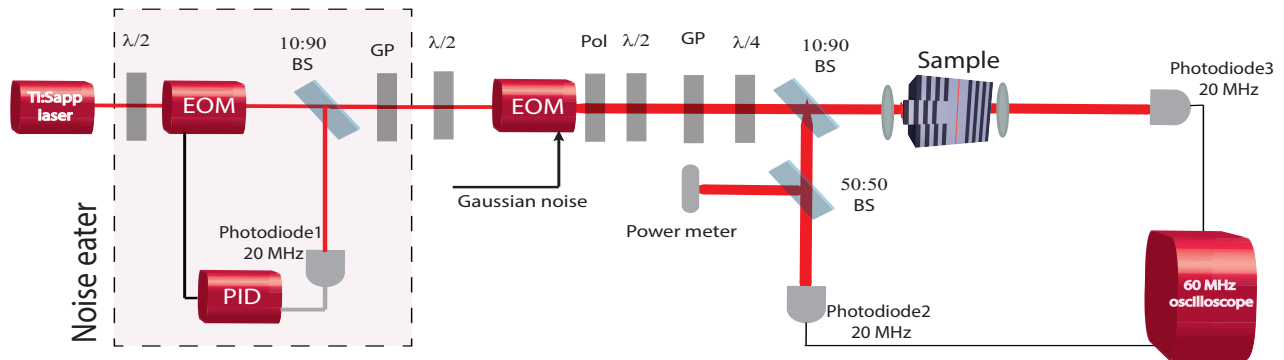 λ/2
10:90
BS
GP
λ/2
Pol
λ/2
GP
λ/4
10:90
BS
Sample
Photodiode3
20 MHz
TI:Sapp
laser
EOM
EOM
Gaussian noise
50:50
BS
Power meter
Noise eater
Photodiode1
20 MHz
PID
Photodiode2
20 MHz
60 MHz
oscilloscope